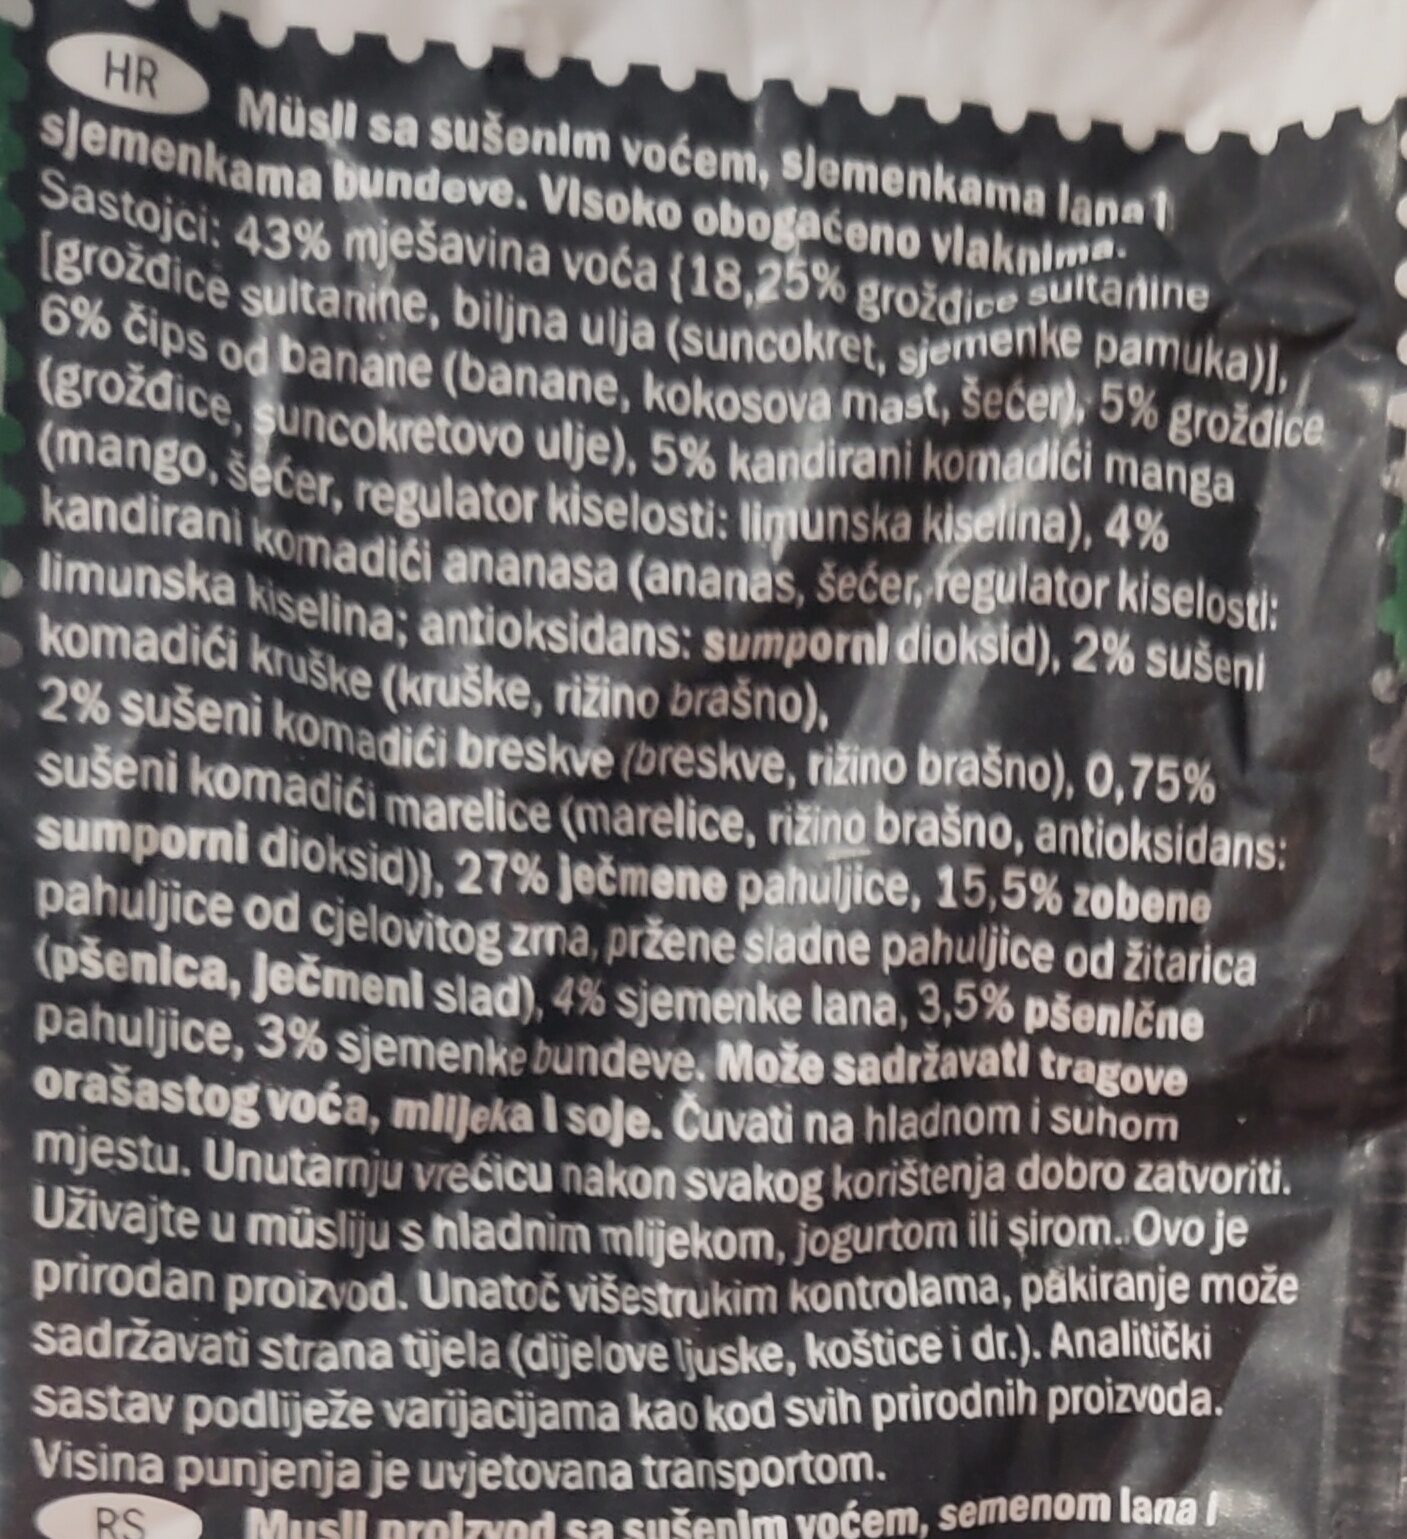 HR
Müsli sa sušenim voćem, sjemenkama lana i
sjemenkama bundeve. Visoko obogaćeno vlaknima.
Sastojci: 43% mješavina voća {18,25% grožđice sultanine
[grožđice sultanine, biljna ulja (suncokret, sjemenke pamuka)],
6% čips od banane (banane, kokosova mast, šećer), 5% grožđice
(grožđice, suncokretovo ulje), 5% kandirani komadići manga
(mango, šećer, regulator kiselosti: limunska kiselina), 4%
kandirani komadići ananasa (ananas, šećer, regulator kiselosti:
limunska kiselina; antioksidans: sumporni dioksid), 2% sušeni
komadići kruške (kruške, rižino brašno),
2% sušeni komadići breskve (breskve, rižino brašno), 0,75%
sušeni komadići marelice (marelice, rižino brašno, antioksidans:
sumporni dioksid)}, 27% ječmene pahuljice, 15,5% zobene
pahuljice od cjelovitog zrna, pržene sladne pahuljice od žitarica
(pšenica, ječmeni slad), 4% sjemenke lana, 3,5% pšenične
pahuljice, 3% sjemenke bundeve. Može sadržavati tragove
orašastog voća, mlijeka i soje. Čuvati na hladnom i suhom
mjestu. Unutarnju vrećicu nakon svakog korištenja dobro zatvoriti.
Uživajte u müsliju s hladnim mlijekom, jogurtom ili sirom. Ovo je
prirodan proizvod. Unatoč višestrukim kontrolama, pakiranje može
sadržavati strana tijela (dijelove ljuske, koštice i dr.). Analitički
sastav podliježe varijacijama kao kod svih prirodnih proizvoda.
Visina punjenja je uvjetovana transportom.
RS
Musli proizvod sa sušenim voćem, semenom lana i